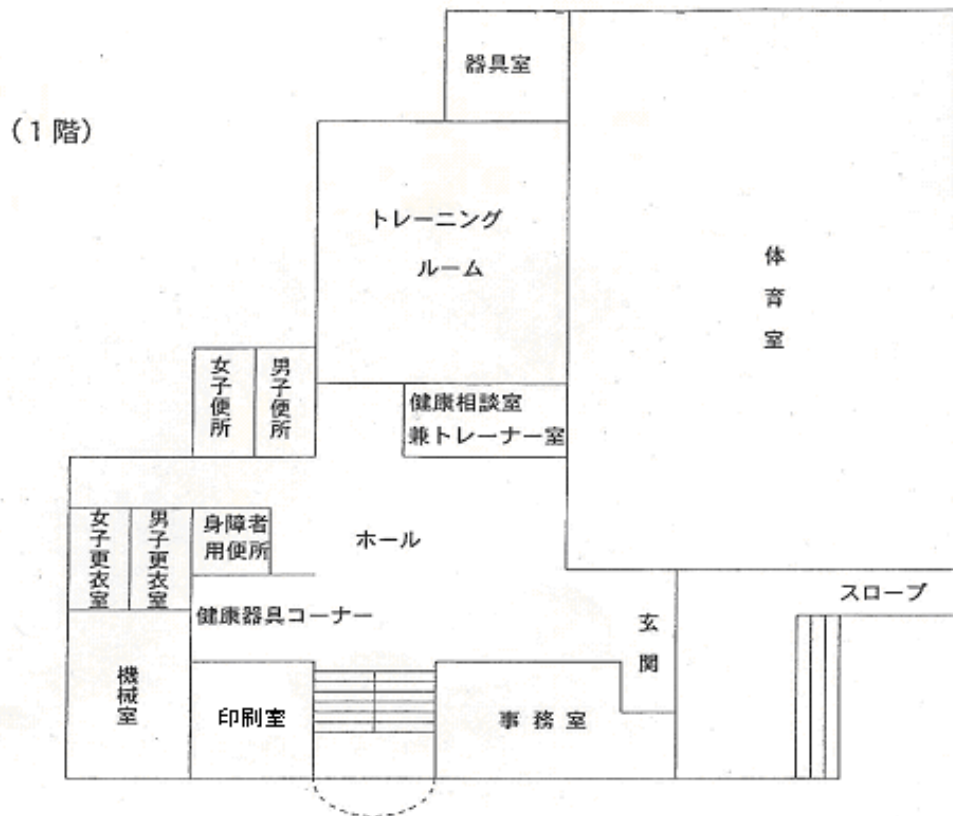 器具室
(1階)
トレーニング
ルーム
体育室
女子便所
男子便所
健康相談室
兼トレーナー室
女子更衣室
男子更衣室
身障者
用便所
ホール
スロープ
健康器具コーナー
玄関
機械室
印刷室
事務室